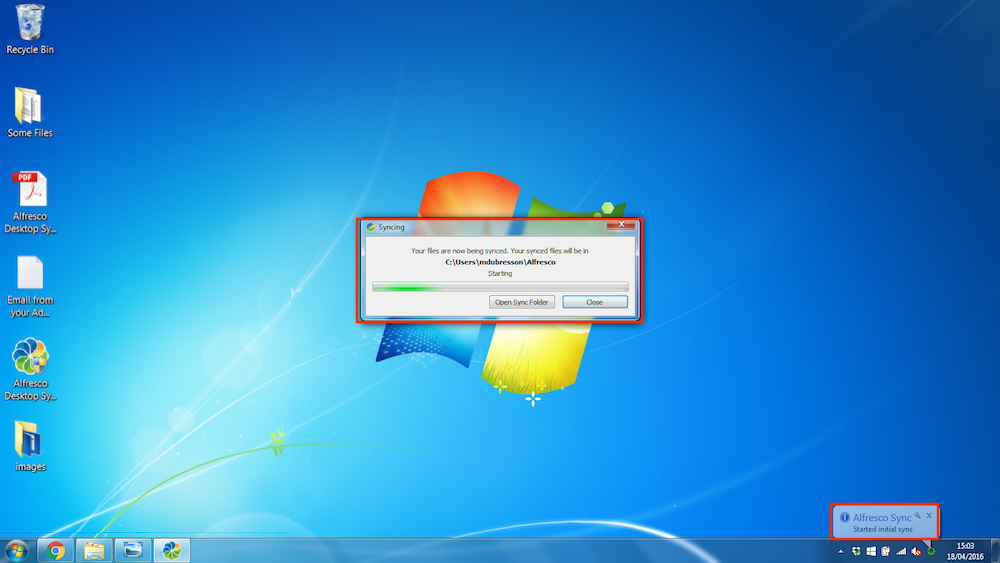 Recycle Bin
Some Files
PDF
Alfresco
Desktop Sy...
Email from
your Ad...
Alfresco
Desktop Sy...
images
Syncing
Your files are now being synced. Your synced files will be in
C:\Users\mdubresson\Alfresco
Starting
Open Sync Folder
Close
Alfresco Sync
Started initial sync
15:03
18/04/2016